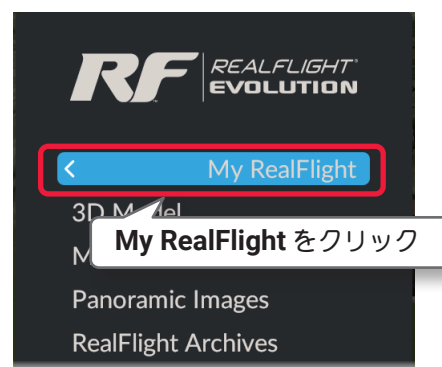 RF REALFLIGHT
EVOLUTION
My RealFlight
3D Model
My RealFlight をクリック
M
Panoramic Images
RealFlight Archives